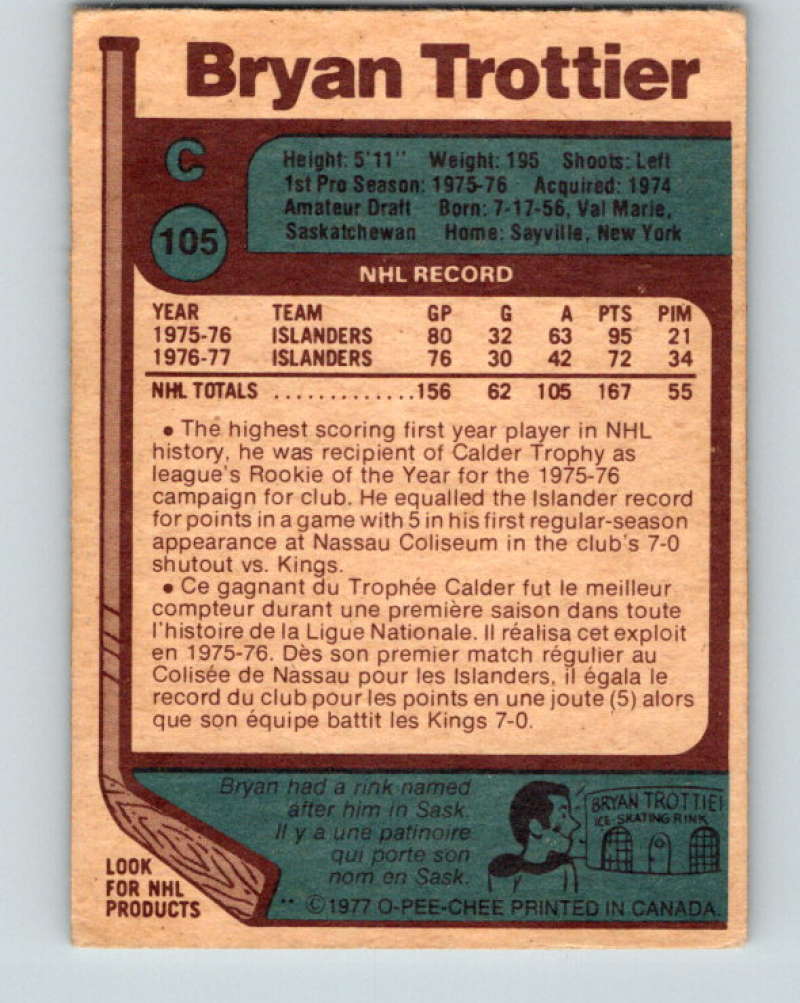 Bryan Trottier
C
Height: 5'11" Weight: 195 Shoots: Left
1st Pro Season: 1975-76 Acquired: 1974
Amateur Draft Born: 7-17-56, Val Marie,
105
Saskatchewan Home: Sayville, New York
NHL RECORD
YEAR TEAM GP G A PTS PIM
1975-76 ISLANDERS 80 32 63 95 21
1976-77 ISLANDERS 76 30 42 72 34
NHL TOTALS .............156 62 105 167 55
• The highest scoring first year player in NHL
history, he was recipient of Calder Trophy as
league's Rookie of the Year for the 1975-76
campaign for club. He equalled the Islander record
for points in a game with 5 in his first regular-season
appearance at Nassau Coliseum in the club's 7-0
shutout vs. Kings.
• Ce gagnant du Trophée Calder fut le meilleur
compteur durant une première saison dans toute
l'histoire de la Ligue Nationale. Il réalisa cet exploit
en 1975-76. Dès son premier match régulier au
Colisée de Nassau pour les Islanders, il égala le
record du club pour les points en une joute (5) alors
que son équipe battit les Kings 7-0.
Bryan had a rink named
after him in Sask.
Il y a une patinoire
qui porte son
nom en Sask.
BRYAN TROTTIER
ICE-SKATING RINK
LOOK
FOR NHL
PRODUCTS
** ©1977 O-PEE-CHEE PRINTED IN CANADA.